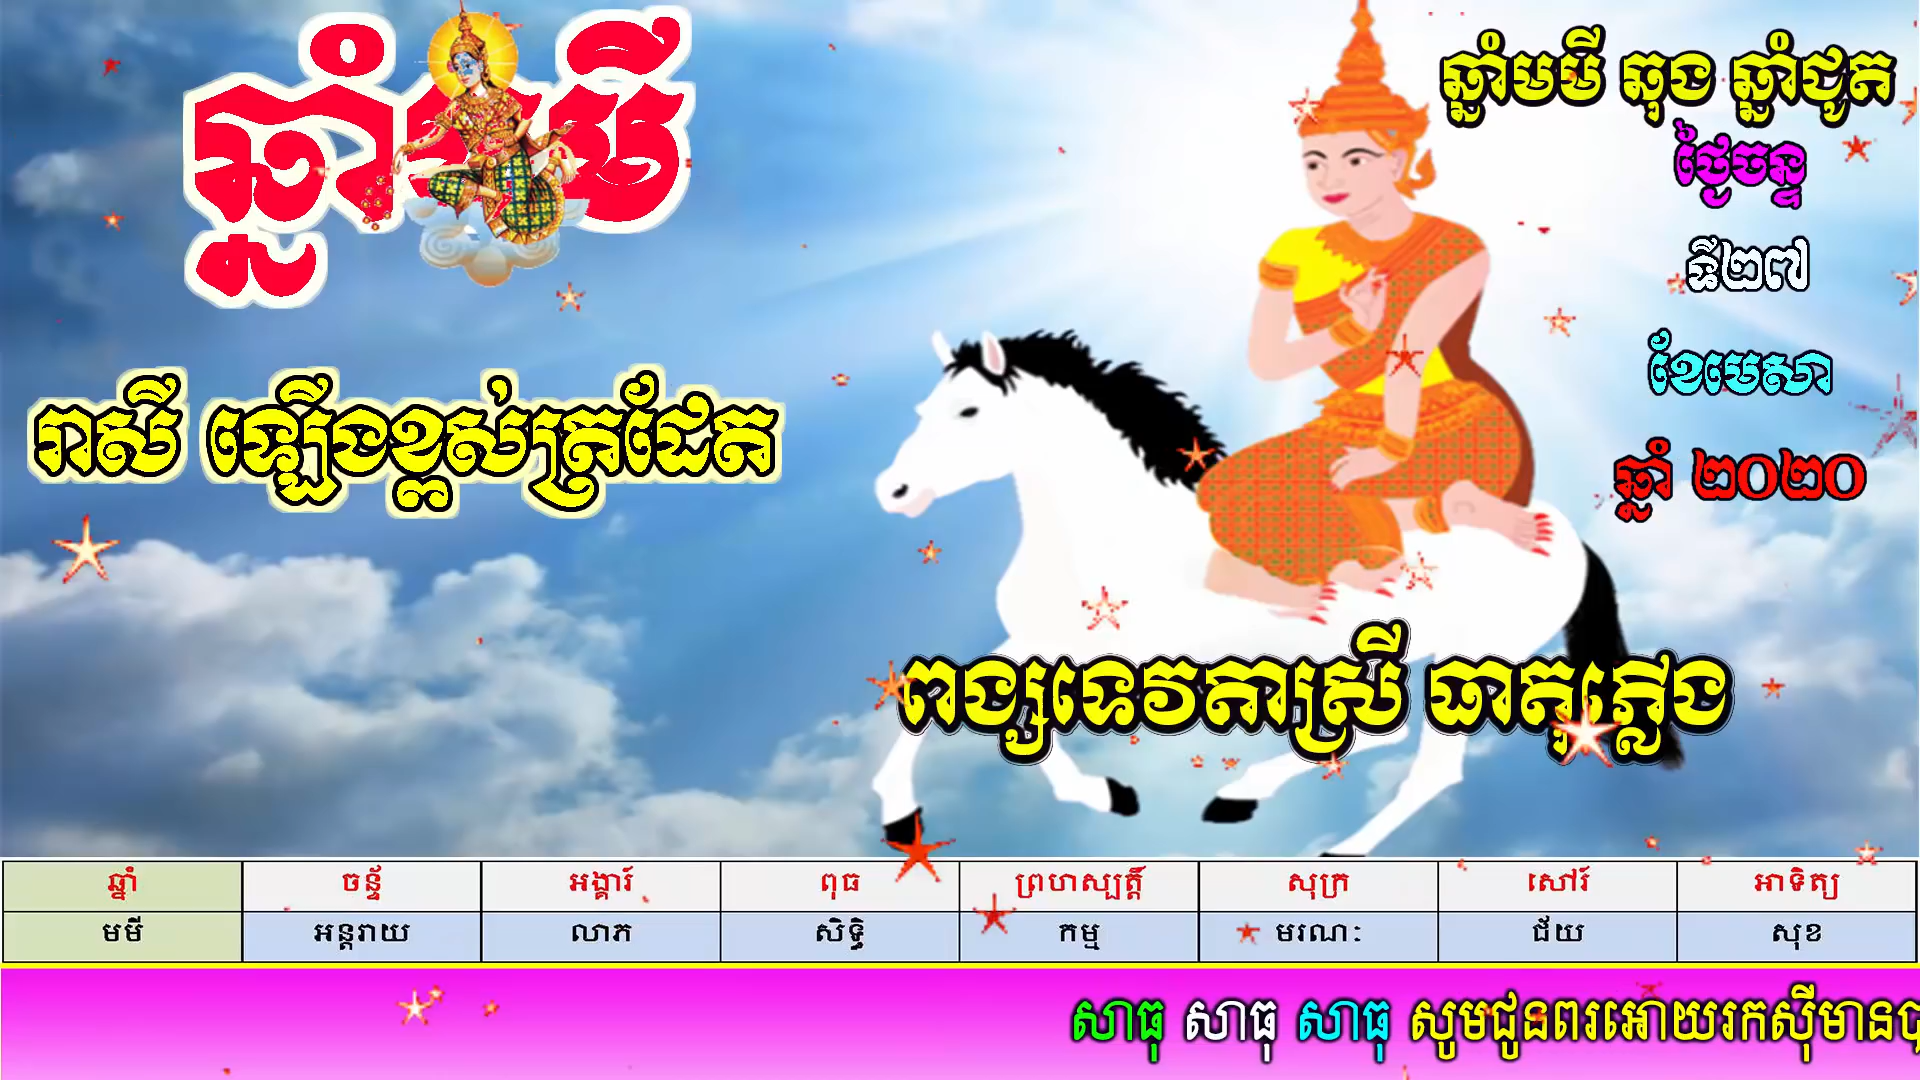 ឆ្នាំមមី
រាសី ឡើងខ្ពស់ត្រដែត
ឆ្នាំមមី ឆុង ឆ្នាំជូត
ថ្ងៃចន្ទ
ទី២៧
ខែមេសា
ឆ្នាំ ២០២០
ពង្សទេវតាស្រី ធាតុភ្លើង
ឆ្នាំ ចន្ទ័ អង្គារ៍ ពុធ ព្រហស្បត្តិ៍ សុក្រ សៅរ៍ អាទិត្យ
មមី អន្តរាយ លាភ សិទ្ធិ កម្ម មរណៈ ជ័យ សុខ
សាធុ សាធុ សាធុ សូមជូនពរអោយរកស៊ីមាន